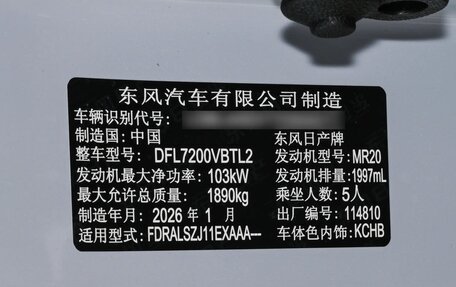 东风汽车有限公司制造
车辆识别代号:
制造国: 中国 东风日产牌
整车型号: DFL7200VBTL2 发动机型号: MR20
发动机最大净功率: 103kW 发动机排量: 1997mL
最大允许总质量: 1890kg 乘坐人数: 5人
制造年月: 2026 年 1 月 出厂编号: 114810
适用型式: FDRALSZJ11EXAAA--- 车体色内饰: KCHB